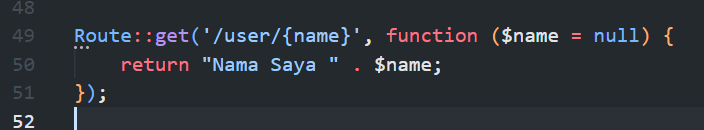 48
49 Route::get('/user/{name}', function ($name = null) {
50     return "Nama Saya " . $name;
51 });
52